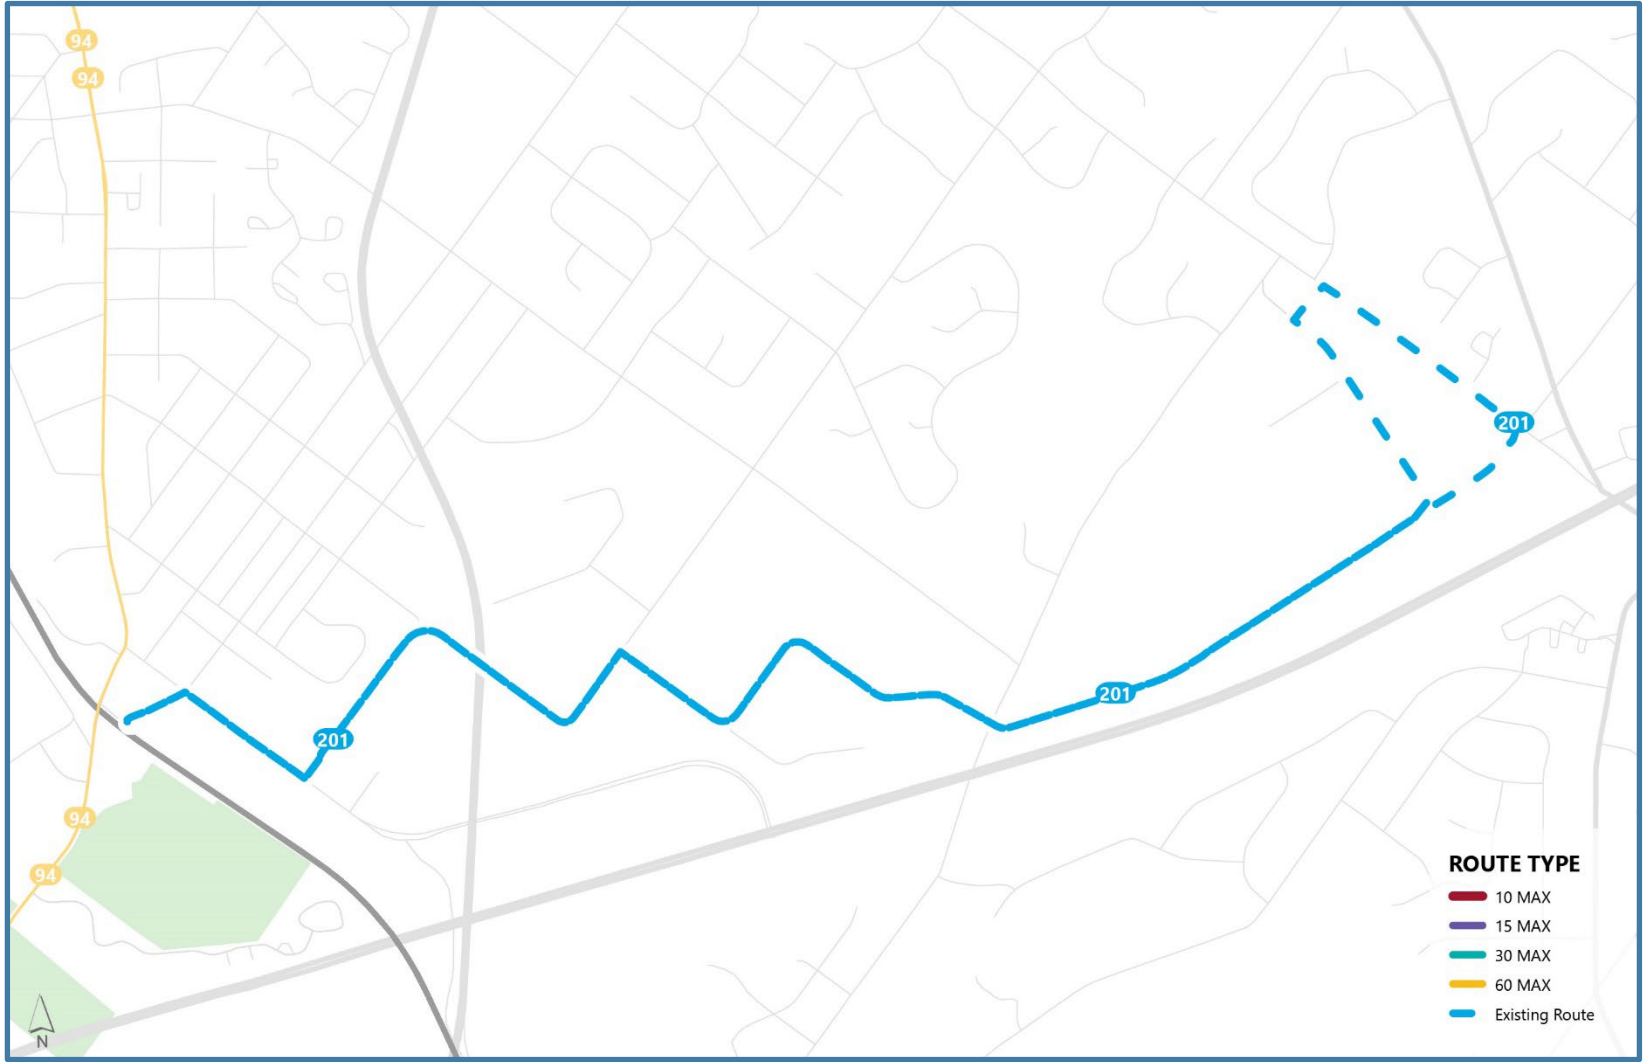 94
94
201
201
201
94
94
ROUTE TYPE
10 MAX
15 MAX
30 MAX
60 MAX
Existing Route
N